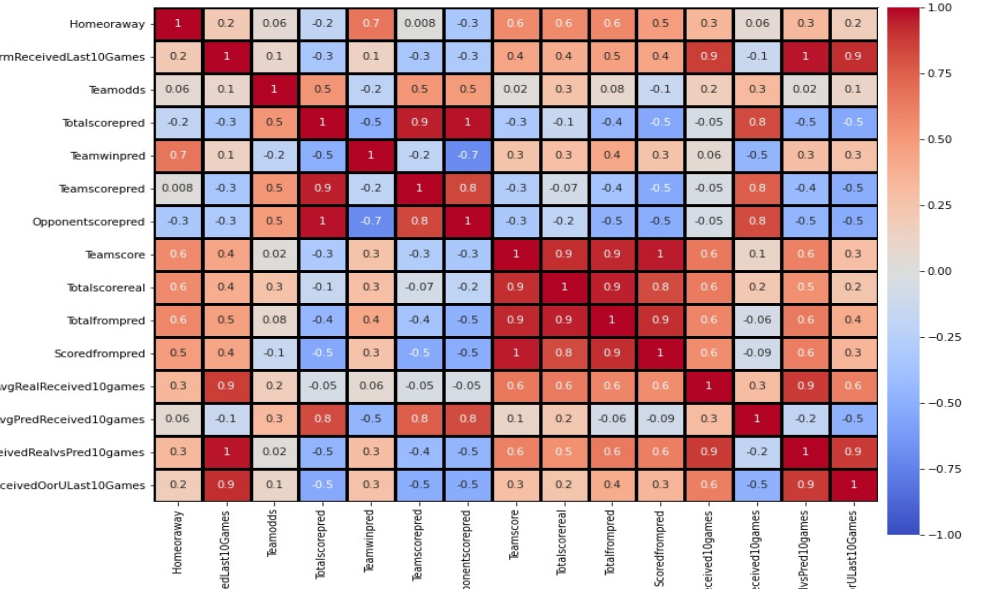 Homeoraway 1 0.2 0.06 -0.2 0.7 0.008 -0.3 0.6 0.6 0.6 0.5 0.3 0.06 0.3 0.2 1.00
rmReceivedLast10Games 0.2 1 0.1 -0.3 0.1 -0.3 -0.3 0.4 0.4 0.5 0.4 0.9 -0.1 1 0.9
0.75
Teamodds 0.06 0.1 1 0.5 -0.2 0.5 0.5 0.02 0.3 0.08 -0.1 0.2 0.3 0.02 0.1
Totalscorepred -0.2 -0.3 0.5 1 -0.5 0.9 1 -0.3 -0.1 -0.4 -0.5 -0.05 0.8 -0.5 -0.5
0.50
Teamwinpred 0.7 0.1 -0.2 -0.5 1 -0.2 -0.7 0.3 0.3 0.4 0.3 0.06 -0.5 0.3 0.3
Teamscorepred 0.008 -0.3 0.5 0.9 -0.2 1 0.8 -0.3 -0.07 -0.4 -0.5 -0.05 0.8 -0.4 -0.5
0.25
Opponentscorepred -0.3 -0.3 0.5 1 -0.7 0.8 1 -0.3 -0.2 -0.5 -0.5 -0.05 0.8 -0.5 -0.5
Teamscore 0.6 0.4 0.02 -0.3 0.3 -0.3 -0.3 1 0.9 0.9 1 0.6 0.1 0.6 0.3
0.00
Totalscorereal 0.6 0.4 0.3 -0.1 0.3 -0.07 -0.2 0.9 1 0.9 0.8 0.6 0.2 0.5 0.2
Totalfrompred 0.6 0.5 0.08 -0.4 0.4 -0.4 -0.5 0.9 0.9 1 0.9 0.6 -0.06 0.6 0.4
-0.25
Scoredfrompred 0.5 0.4 -0.1 -0.5 0.3 -0.5 -0.5 1 0.8 0.9 1 0.6 -0.09 0.6 0.3
vgRealReceived10games 0.3 0.9 0.2 -0.05 0.06 -0.05 -0.05 0.6 0.6 0.6 0.6 1 0.3 0.9 0.6
-0.50
vgPredReceived10games 0.06 -0.1 0.3 0.8 -0.5 0.8 0.8 0.1 0.2 -0.06 -0.09 0.3 1 -0.2 -0.5
eivedRealvsPred10games 0.3 1 0.02 -0.5 0.3 -0.4 -0.5 0.6 0.5 0.6 0.6 0.9 -0.2 1 0.9
-0.75
ceivedOorULast10Games 0.2 0.9 0.1 -0.5 0.3 -0.5 -0.5 0.3 0.2 0.4 0.3 0.6 -0.5 0.9 1
-1.00
Homeoraway
edLast10Games
Teamodds
Totalscorepred
Teamwinpred
Teamscorepred
onentscorepred
Teamscore
Totalscorereal
Totalfrompred
Scoredfrompred
ceived10games
eceived10games
lvsPred10games
orULast10Games